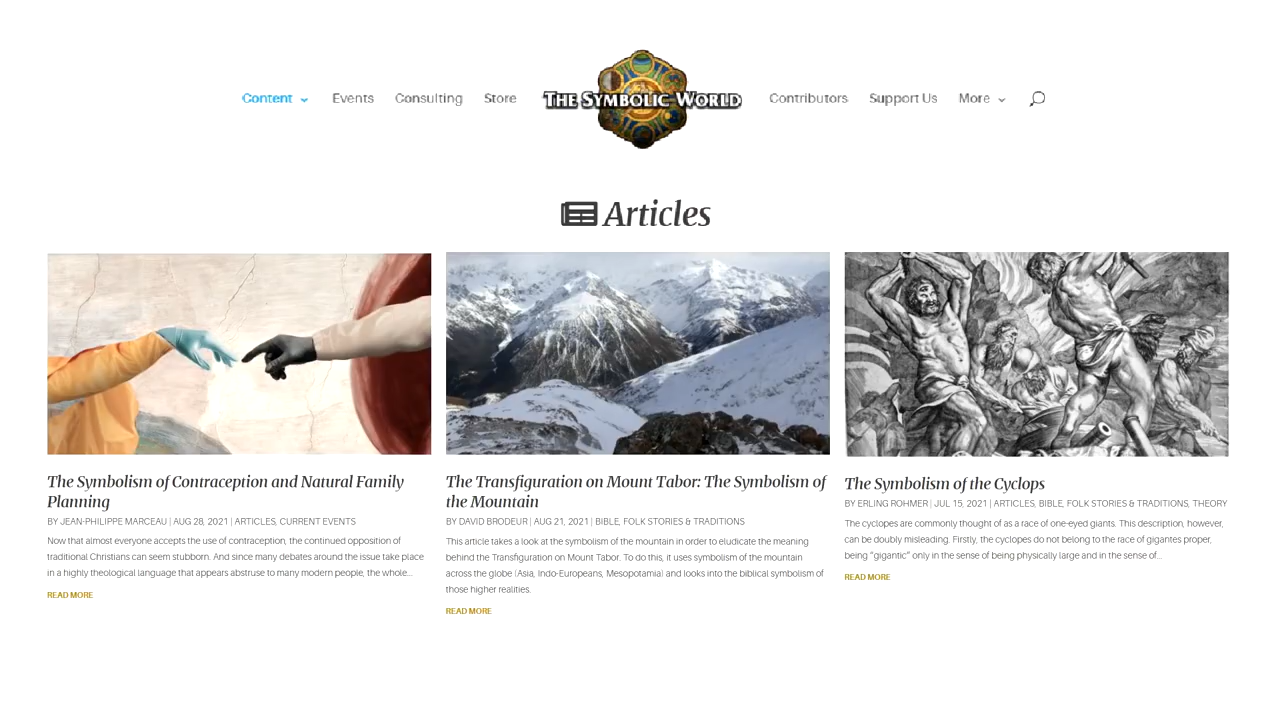 Content Events Consulting Store THE SYMBOLIC WORLD Contributors Support Us More
Articles
The Symbolism of Contraception and Natural Family
Planning
BY JEAN-PHILIPPE MARCEAU | AUG 28, 2021 | ARTICLES, CURRENT EVENTS
Now that almost everyone accepts the use of contraception, the continued opposition of
traditional Christians can seem stubborn. And since many debates around the issue take place
in a highly theological language that appears abstruse to many modern people, the whole...
READ MORE
The Transfiguration on Mount Tabor: The Symbolism of
the Mountain
BY DAVID BRODEUR | AUG 21, 2021 | BIBLE, FOLK STORIES & TRADITIONS
This article takes a look at the symbolism of the mountain in order to eludicate the meaning
behind the Transfiguration on Mount Tabor. To do this, it uses symbolism of the mountain
across the globe (Asia, Indo-Europeans, Mesopotamia) and looks into the biblical symbolism of
those higher realities.
READ MORE
The Symbolism of the Cyclops
BY ERLING ROHMER | JUL 15, 2021 | ARTICLES, BIBLE, FOLK STORIES & TRADITIONS, THEORY
The cyclopes are commonly thought of as a race of one-eyed giants. This description, however,
can be doubly misleading. Firstly, the cyclopes do not belong to the race of gigantes proper,
being "gigantic" only in the sense of being physically large and in the sense of...
READ MORE